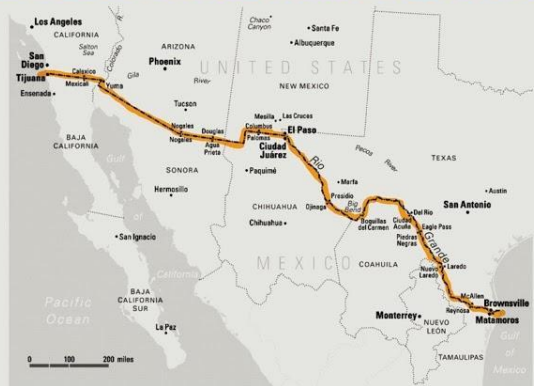 Los Angeles
CALIFORNIA
Salton
Sea
Colorado R.
San
Diego
Tijuana
Calexico
Mexicali
Yuma
Ensenada
Gila
River
ARIZONA
Phoenix
Tucson
Chaco
Canyon
Santa Fe
Albuquerque
UNITED STATES
NEW MEXICO
Nogales
Nogales
Douglas
Agua
Prieta
Mesilla
Las Cruces
Columbus
Palomas
El Paso
Ciudad
Juárez
BAJA
CALIFORNIA
Gulf
of
California
SONORA
Hermosillo
Paquimé
Rio
Grande
Pecos
River
TEXAS
Marfa
Presidio
Ojinaga
Big
Bend
Boquillas
del Carmen
Ciudad
Acuña
Del Rio
Austin
San Antonio
Eagle Pass
Piedras
Negras
CHIHUAHUA
Chihuahua
San Ignacio
MEXICO
COAHUILA
Nuevo
Laredo
Laredo
Pacific
Ocean
BAJA
CALIFORNIA
SUR
La Paz
McAllen
Reynosa
Brownsville
Matamoros
Monterrey
NUEVO
LEÓN
TAMAULIPAS
Gulf
of
Mexico
0 100 200 miles